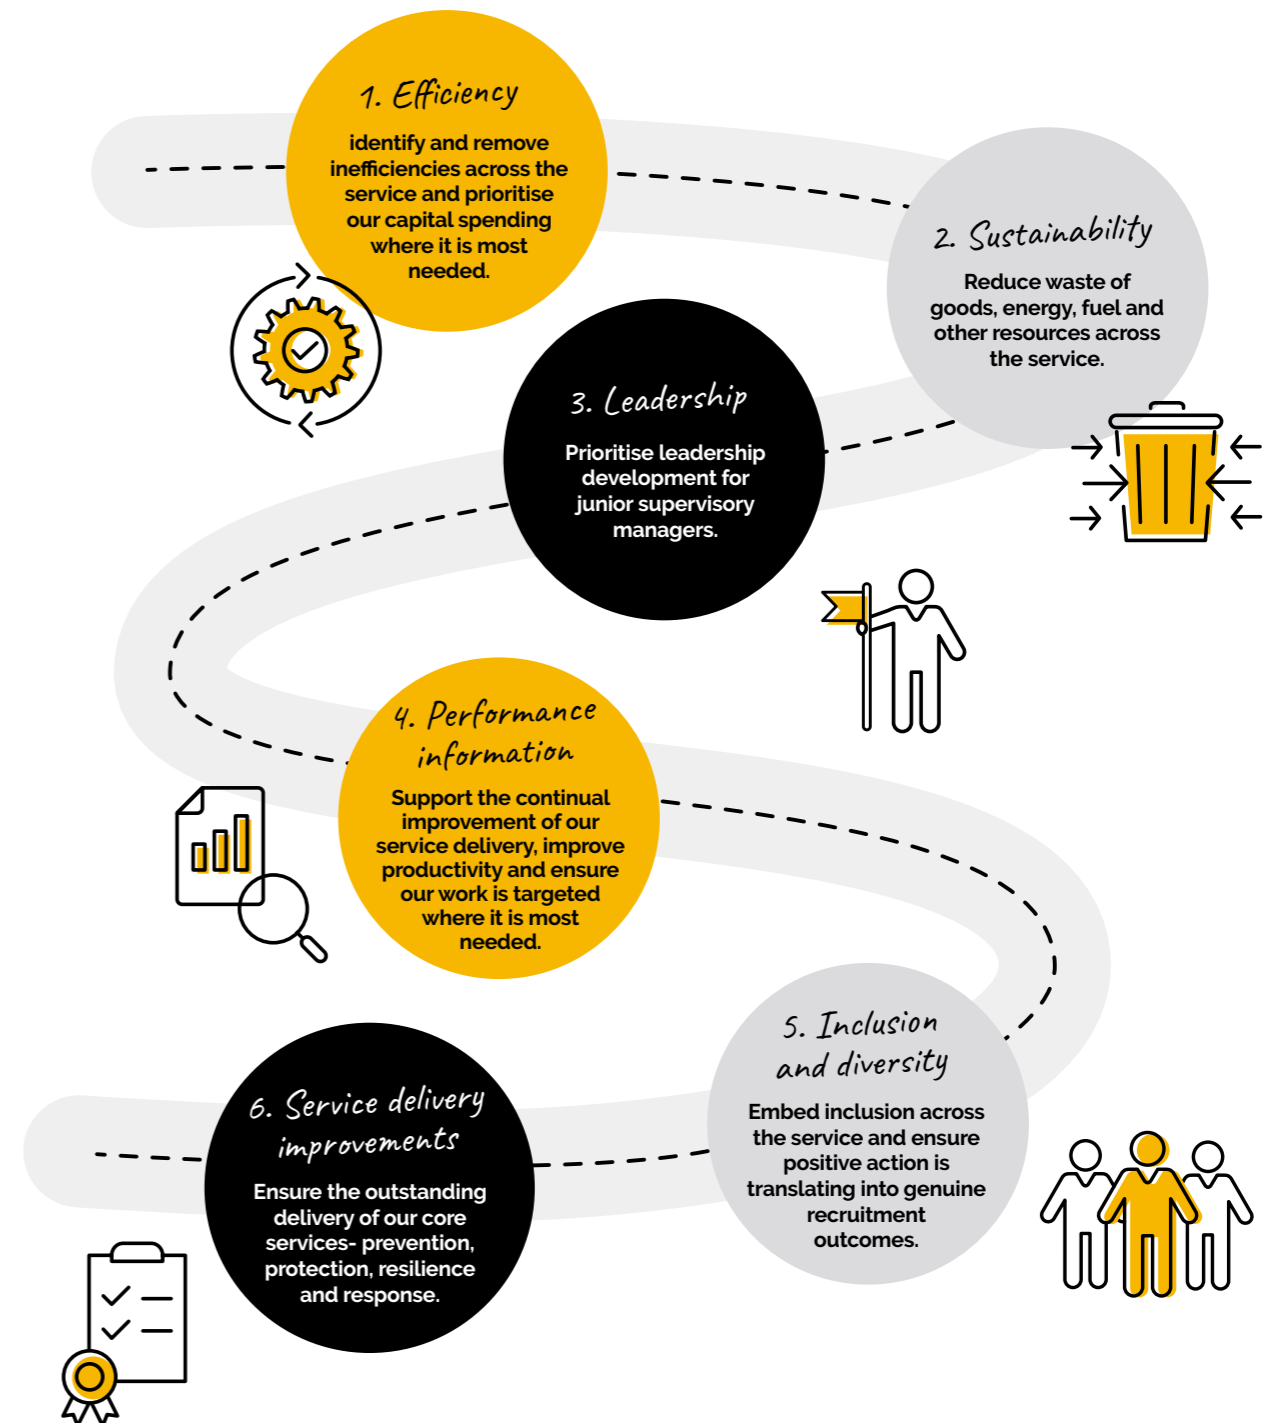 1. Efficiency
identify and remove
inefficiencies across the
service and prioritise
our capital spending
where it is most
needed.
2. Sustainability
Reduce waste of
goods, energy, fuel and
other resources across
the service.
3. Leadership
Prioritise leadership
development for
junior supervisory
managers.
4. Performance
information
Support the continual
improvement of our
service delivery, improve
productivity and ensure
our work is targeted
where it is most
needed.
5. Inclusion
and diversity
Embed inclusion across
the service and ensure
positive action is
translating into genuine
recruitment
outcomes.
6. Service delivery
improvements
Ensure the outstanding
delivery of our core
services- prevention,
protection, resilience
and response.